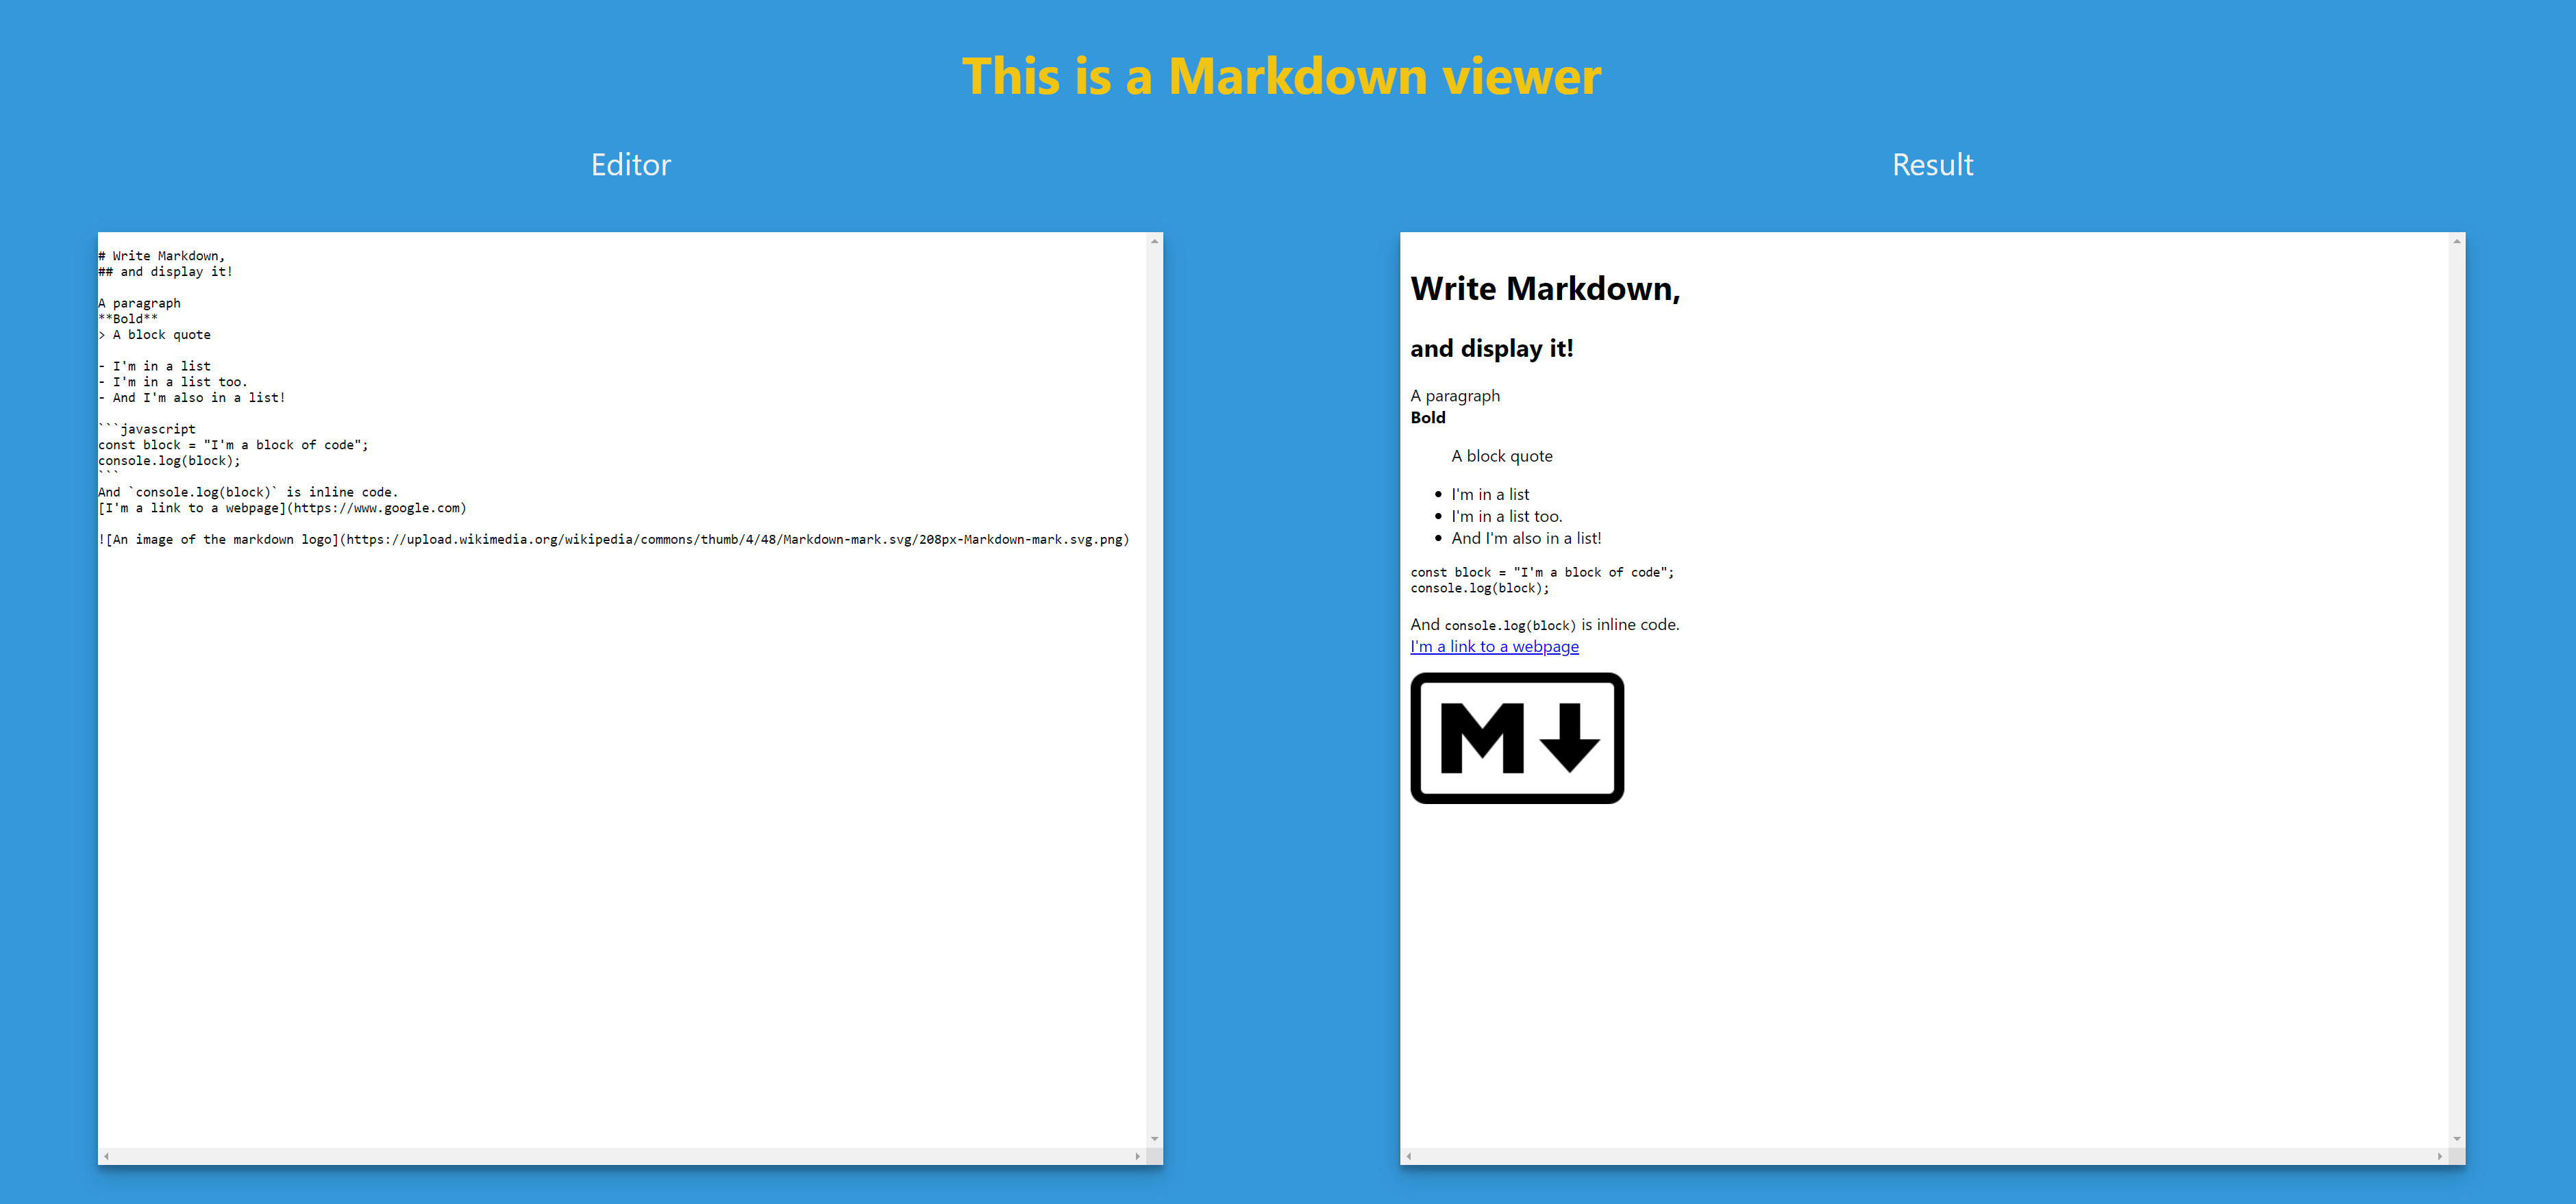 This is a Markdown viewer
Editor
# Write Markdown,
## and display it!
A paragraph
**Bold**
> A block quote
- I'm in a list
- I'm in a list too.
- And I'm also in a list!
```javascript
const block = "I'm a block of code";
console.log(block);
```
And `console.log(block)` is inline code.
[I'm a link to a webpage](https://www.google.com)
![An image of the markdown logo](https://upload.wikimedia.org/wikipedia/commons/thumb/4/48/Markdown-mark.svg/208px-Markdown-mark.svg.png)
Result
Write Markdown,
and display it!
A paragraph
Bold
A block quote
• I'm in a list
• I'm in a list too.
• And I'm also in a list!
const block = "I'm a block of code";
console.log(block);
And console.log(block) is inline code.
I'm a link to a webpage
M